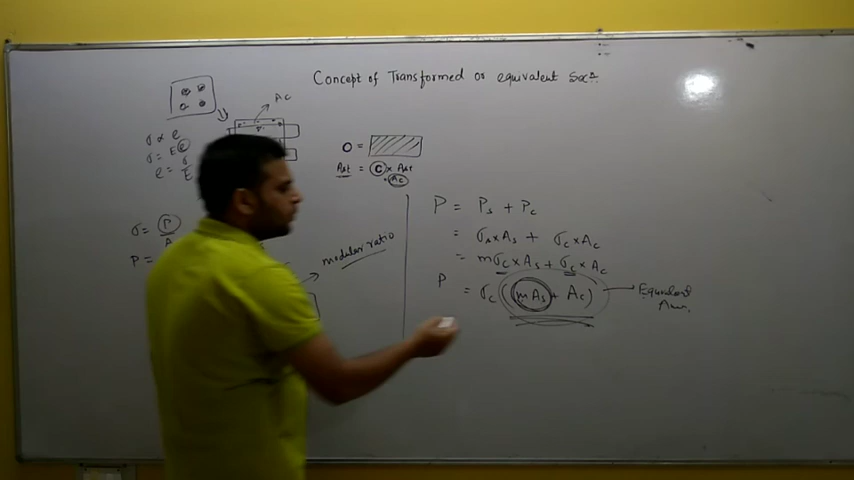 Concept of Transformed or equivalent Sec?
Ac
σ ∝ e
σ = Ee
e = σ/E
O =
Ast = C × Ast
= Ac
σ = P/A
P =
modular ratio
P = Ps + Pc
= σs×As + σc×Ac
= mσc×As + σc×Ac
P = σc (mAs + Ac)
Equivalent